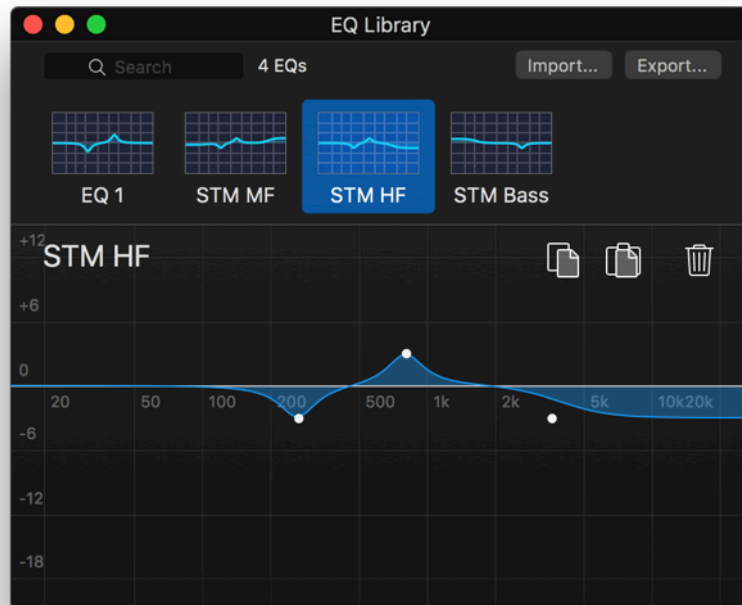 EQ Library
Search 4 EQs Import... Export...
EQ 1 STM MF STM HF STM Bass
+12
STM HF
+6
0
20 50 100 200 500 1k 2k 5k 10k20k
-6
-12
-18